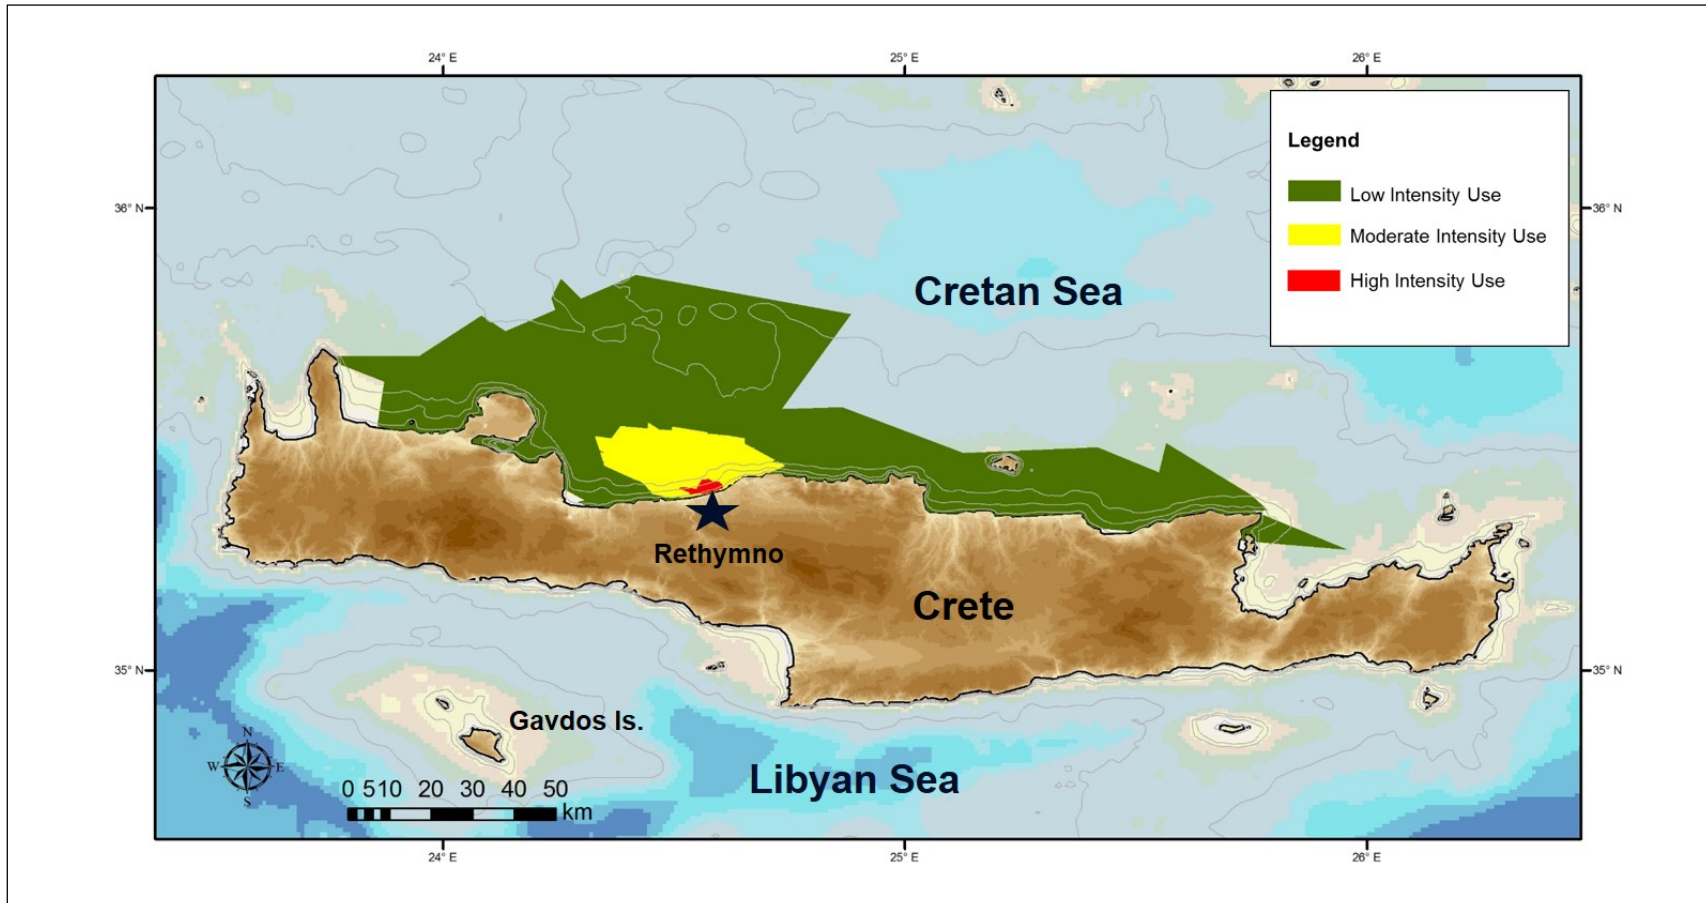 24° E
25° E
26° E
Legend
Low Intensity Use
Moderate Intensity Use
High Intensity Use
36° N
36° N
Cretan Sea
Rethymno
Crete
35° N
35° N
Gavdos Is.
Libyan Sea
N
W
E
S
0 5 10 20 30 40 50
km
24° E
25° E
26° E